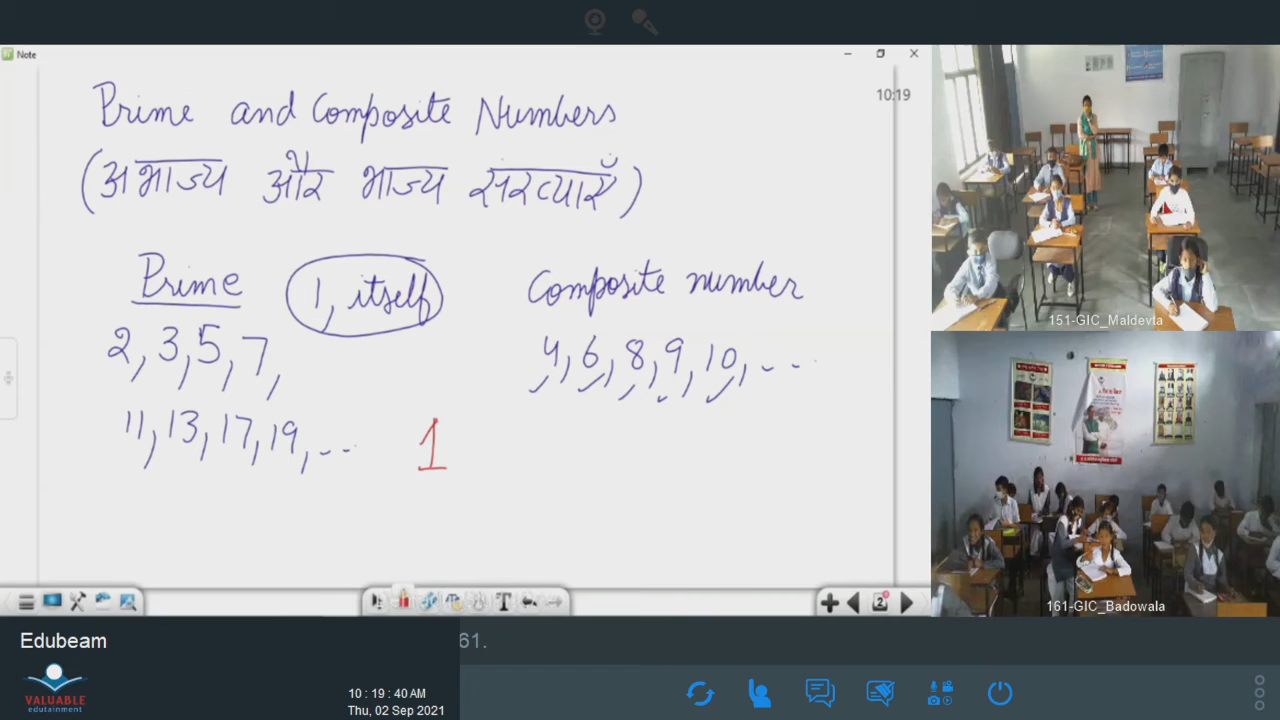 Note
10:19
Prime and Composite Numbers
(अभाज्य और भाज्य संख्याएँ)
Prime
1, itself
Composite number
2, 3, 5, 7,
4, 6, 8, 9, 10, ...
11, 13, 17, 19, ...
1
T
2
151-GIC_Maldevta
161-GIC_Badowala
Edubeam
61.
VALUABLE
edutainment
10 : 19 : 40 AM
Thu, 02 Sep 2021